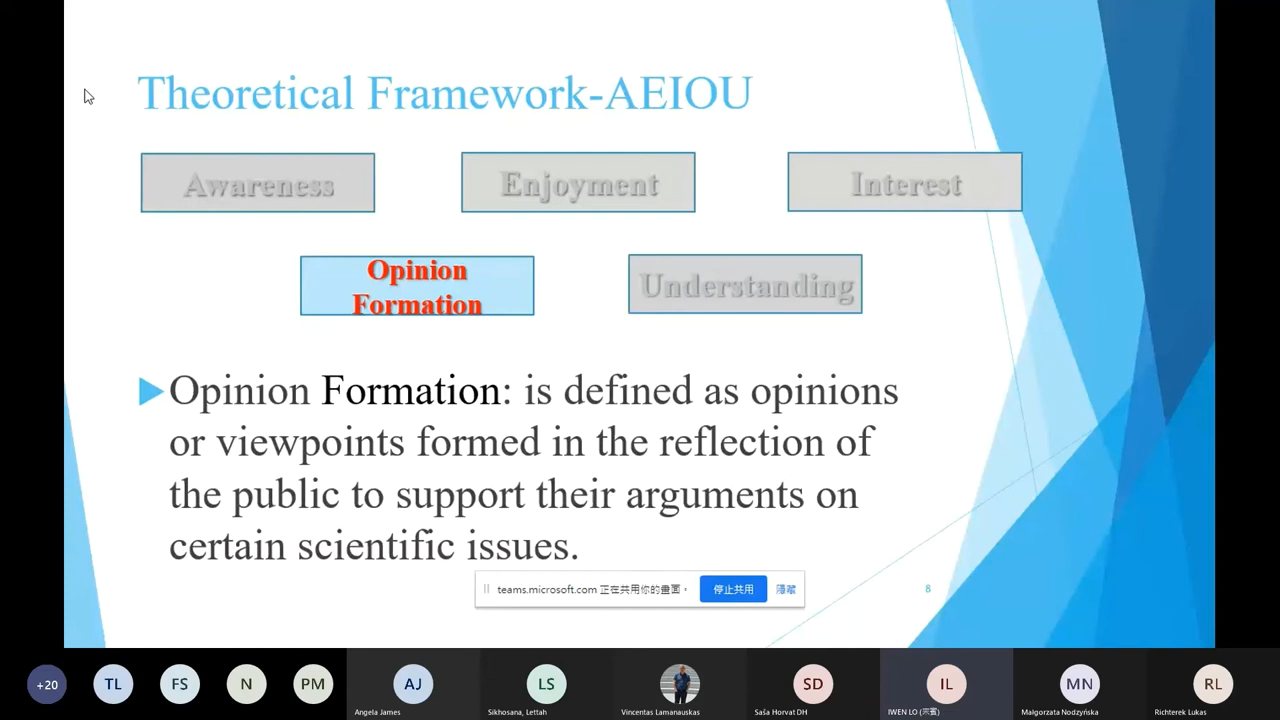 Theoretical Framework-AEIOU
Awareness
Enjoyment
Interest
Opinion
Formation
Understanding
Opinion Formation: is defined as opinions
or viewpoints formed in the reflection of
the public to support their arguments on
certain scientific issues.
teams.microsoft.com 正在共用你的畫面。
停止共用
隱藏
8
+20
TL
FS
N
PM
AJ
LS
SD
IL
MN
RL
Angela James
Sikhosana, Lettah
Vincentas Lamanauskas
Saša Horvat DH
IWEN LO
Małgorzata Nodzyńska
Richterek Lukas